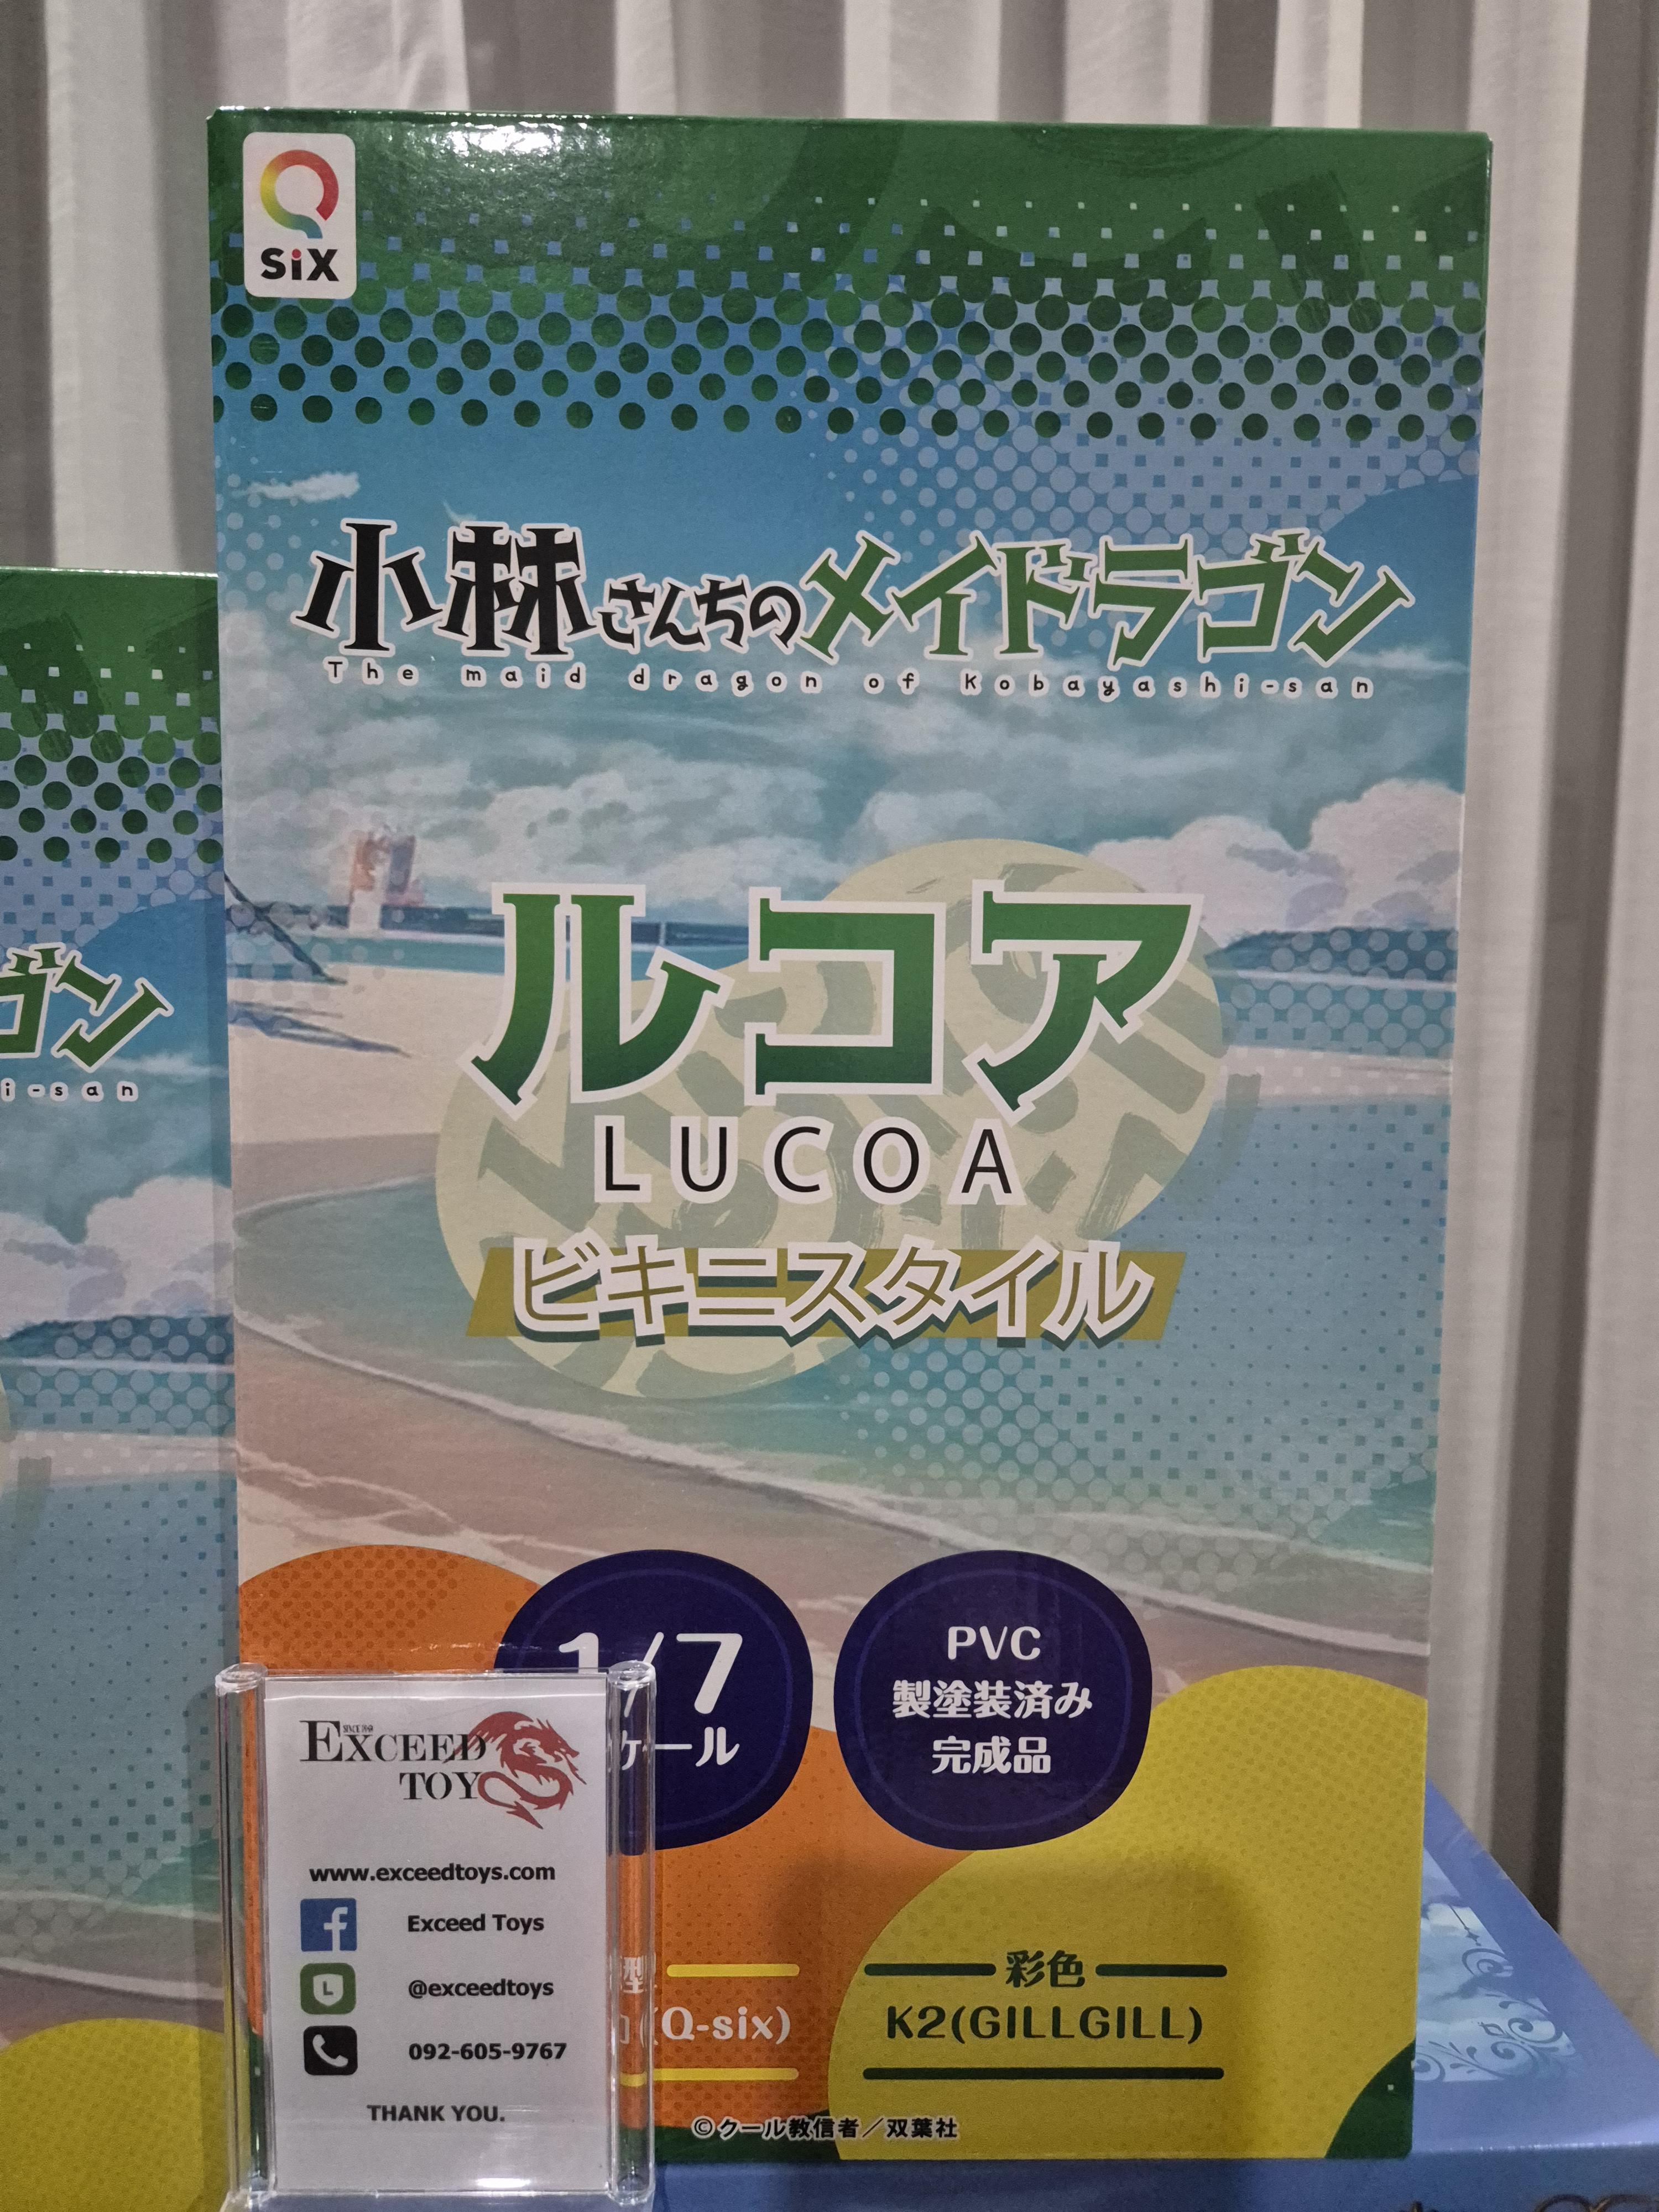 Q
SiX
小林さんちのメイドラゴン
The maid dragon of Kobayashi-san
ゴン
i-san
ルコア
LUCOA
ビキニスタイル
1/7
ケール
PVC
製塗装済み
完成品
EXCEED
TOY
www.exceedtoys.com
Exceed Toys
@exceedtoys
092-605-9767
THANK YOU.
型
(Q-six)
彩色
K2(GILLGILL)
©クール教信者／双葉社